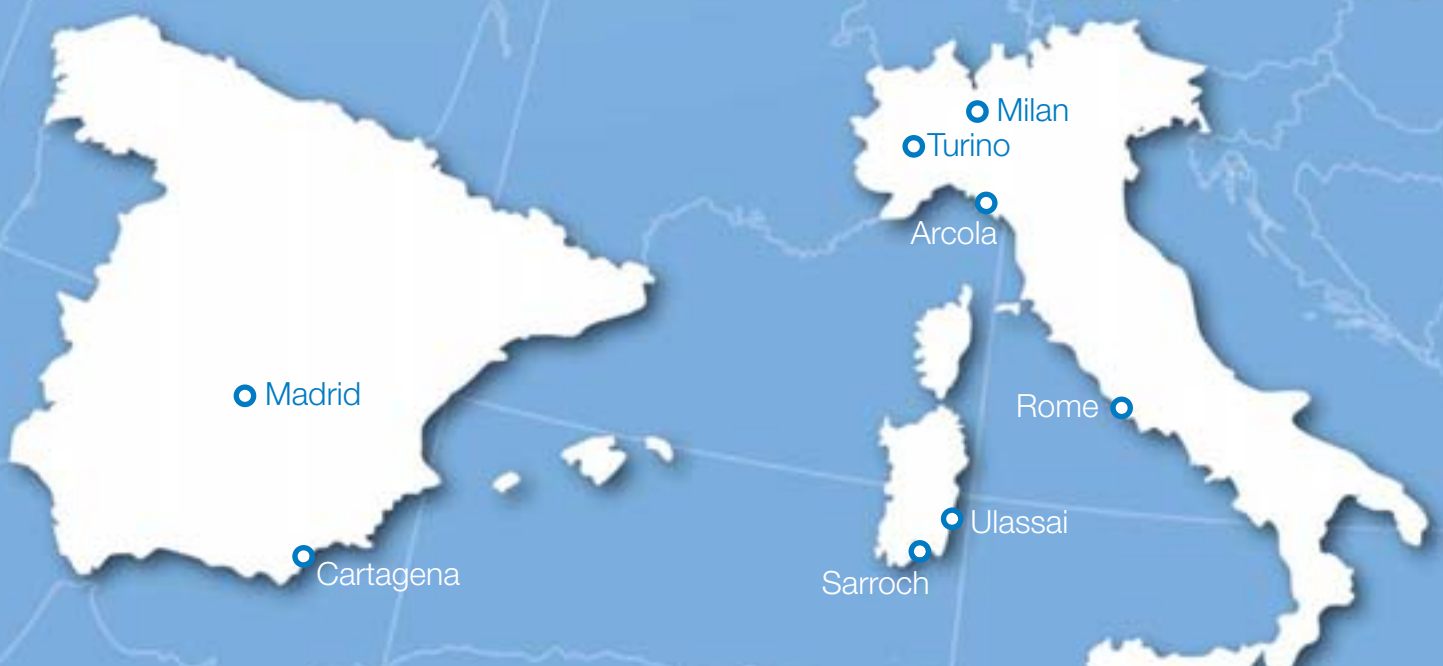 Milan
Turino
Arcola
Madrid
Rome
Ulassai
Cartagena
Sarroch